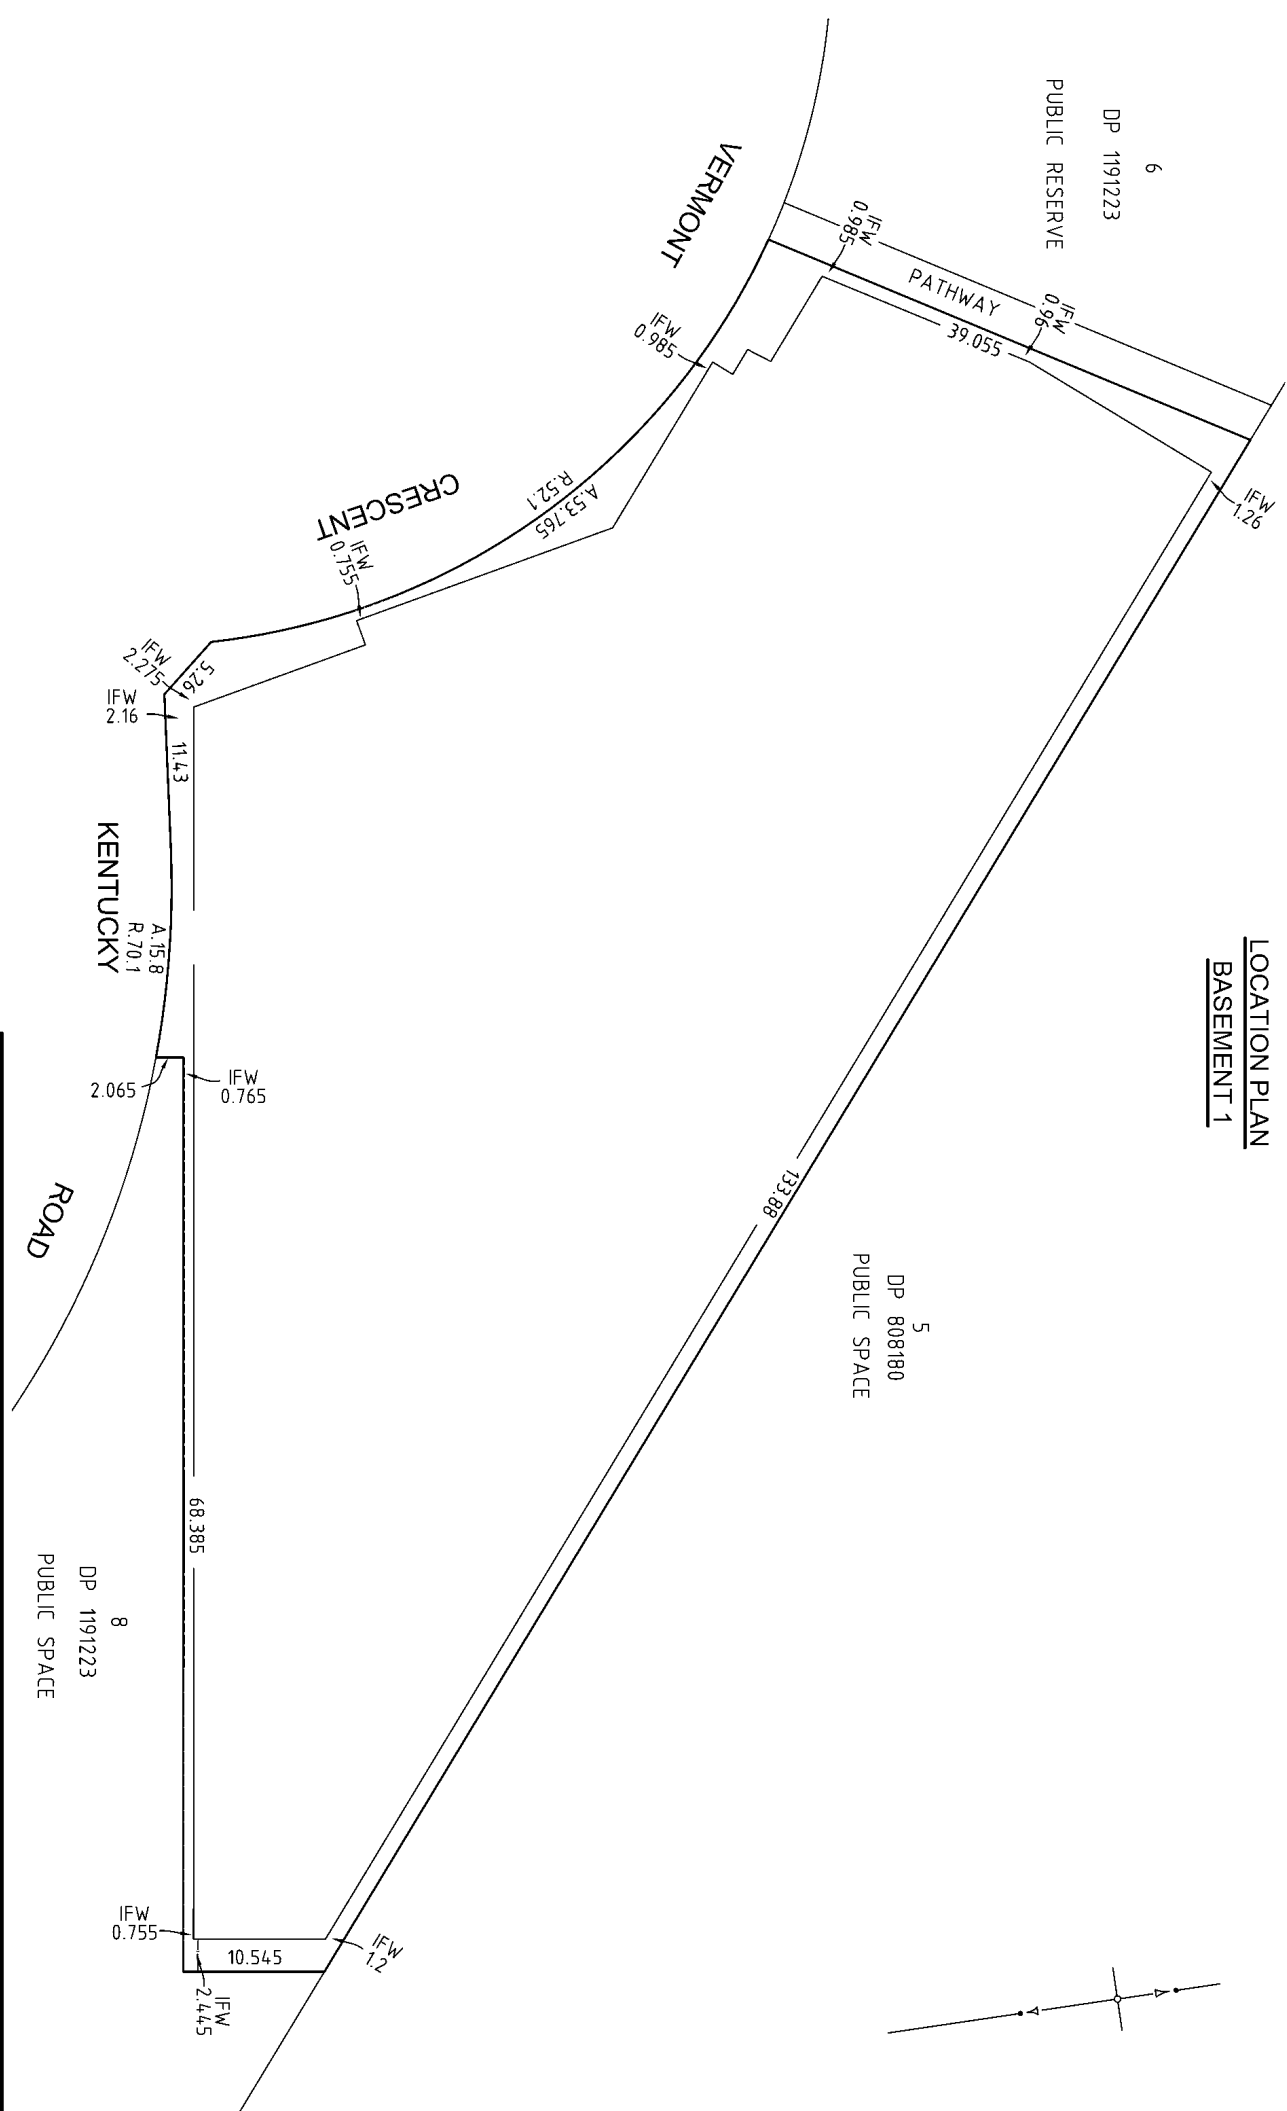 LOCATION PLAN
BASEMENT 1
6
DP 1191223
PUBLIC RESERVE
PATHWAY
IFW
0.985
IFW
0.96
39.055
IFW
1.26
VERMONT
IFW
0.985
CRESCENT
A.53.765
R.52.1
IFW
0.755
5.26
IFW
2.275
IFW
2.16
11.43
KENTUCKY
A.15.8
R.70.1
2.065
IFW
0.765
ROAD
133.88
5
DP 808180
PUBLIC SPACE
68.385
8
DP 1191223
PUBLIC SPACE
IFW
0.755
10.545
IFW
1.2
IFW
2.445